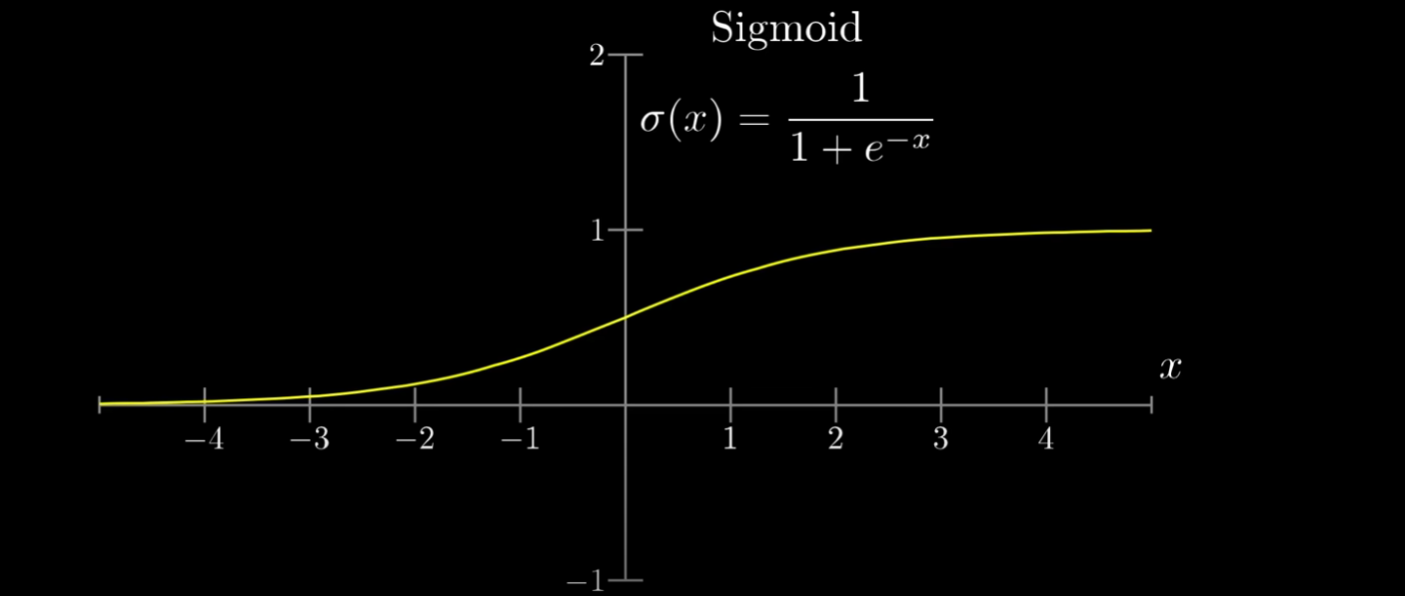 Sigmoid
2
σ(x) = 1 / (1 + e^{-x})
1
x
−4 −3 −2 −1 1 2 3 4
−1